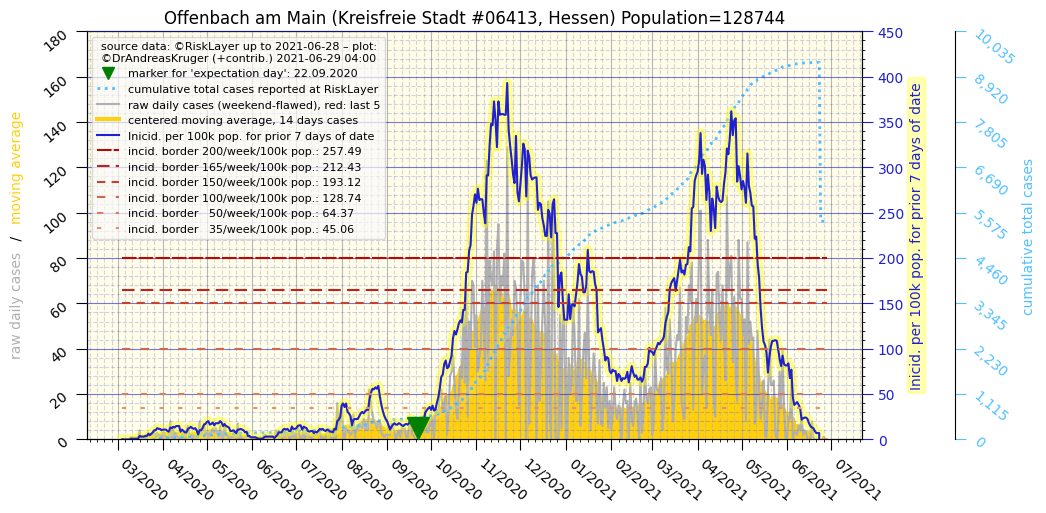 Offenbach am Main (Kreisfreie Stadt #06413, Hessen) Population=128744
source data: ©RiskLayer up to 2021-06-28 – plot:
©DrAndreasKruger (+contrib.) 2021-06-29 04:00
marker for 'expectation day': 22.09.2020
cumulative total cases reported at RiskLayer
raw daily cases (weekend-flawed), red: last 5
centered moving average, 14 days cases
Inicid. per 100k pop. for prior 7 days of date
incid. border 200/week/100k pop.: 257.49
incid. border 165/week/100k pop.: 212.43
incid. border 150/week/100k pop.: 193.12
incid. border 100/week/100k pop.: 128.74
incid. border   50/week/100k pop.: 64.37
incid. border   35/week/100k pop.: 45.06
raw daily cases   /   moving average
180
160
140
120
100
80
60
40
20
0
03/2020
04/2020
05/2020
06/2020
07/2020
08/2020
09/2020
10/2020
11/2020
12/2020
01/2021
02/2021
03/2021
04/2021
05/2021
06/2021
07/2021
450
400
350
300
250
200
150
100
50
0
Inicid. per 100k pop. for prior 7 days of date
10,035
8,920
7,805
6,690
5,575
4,460
3,345
2,230
1,115
0
cumulative total cases